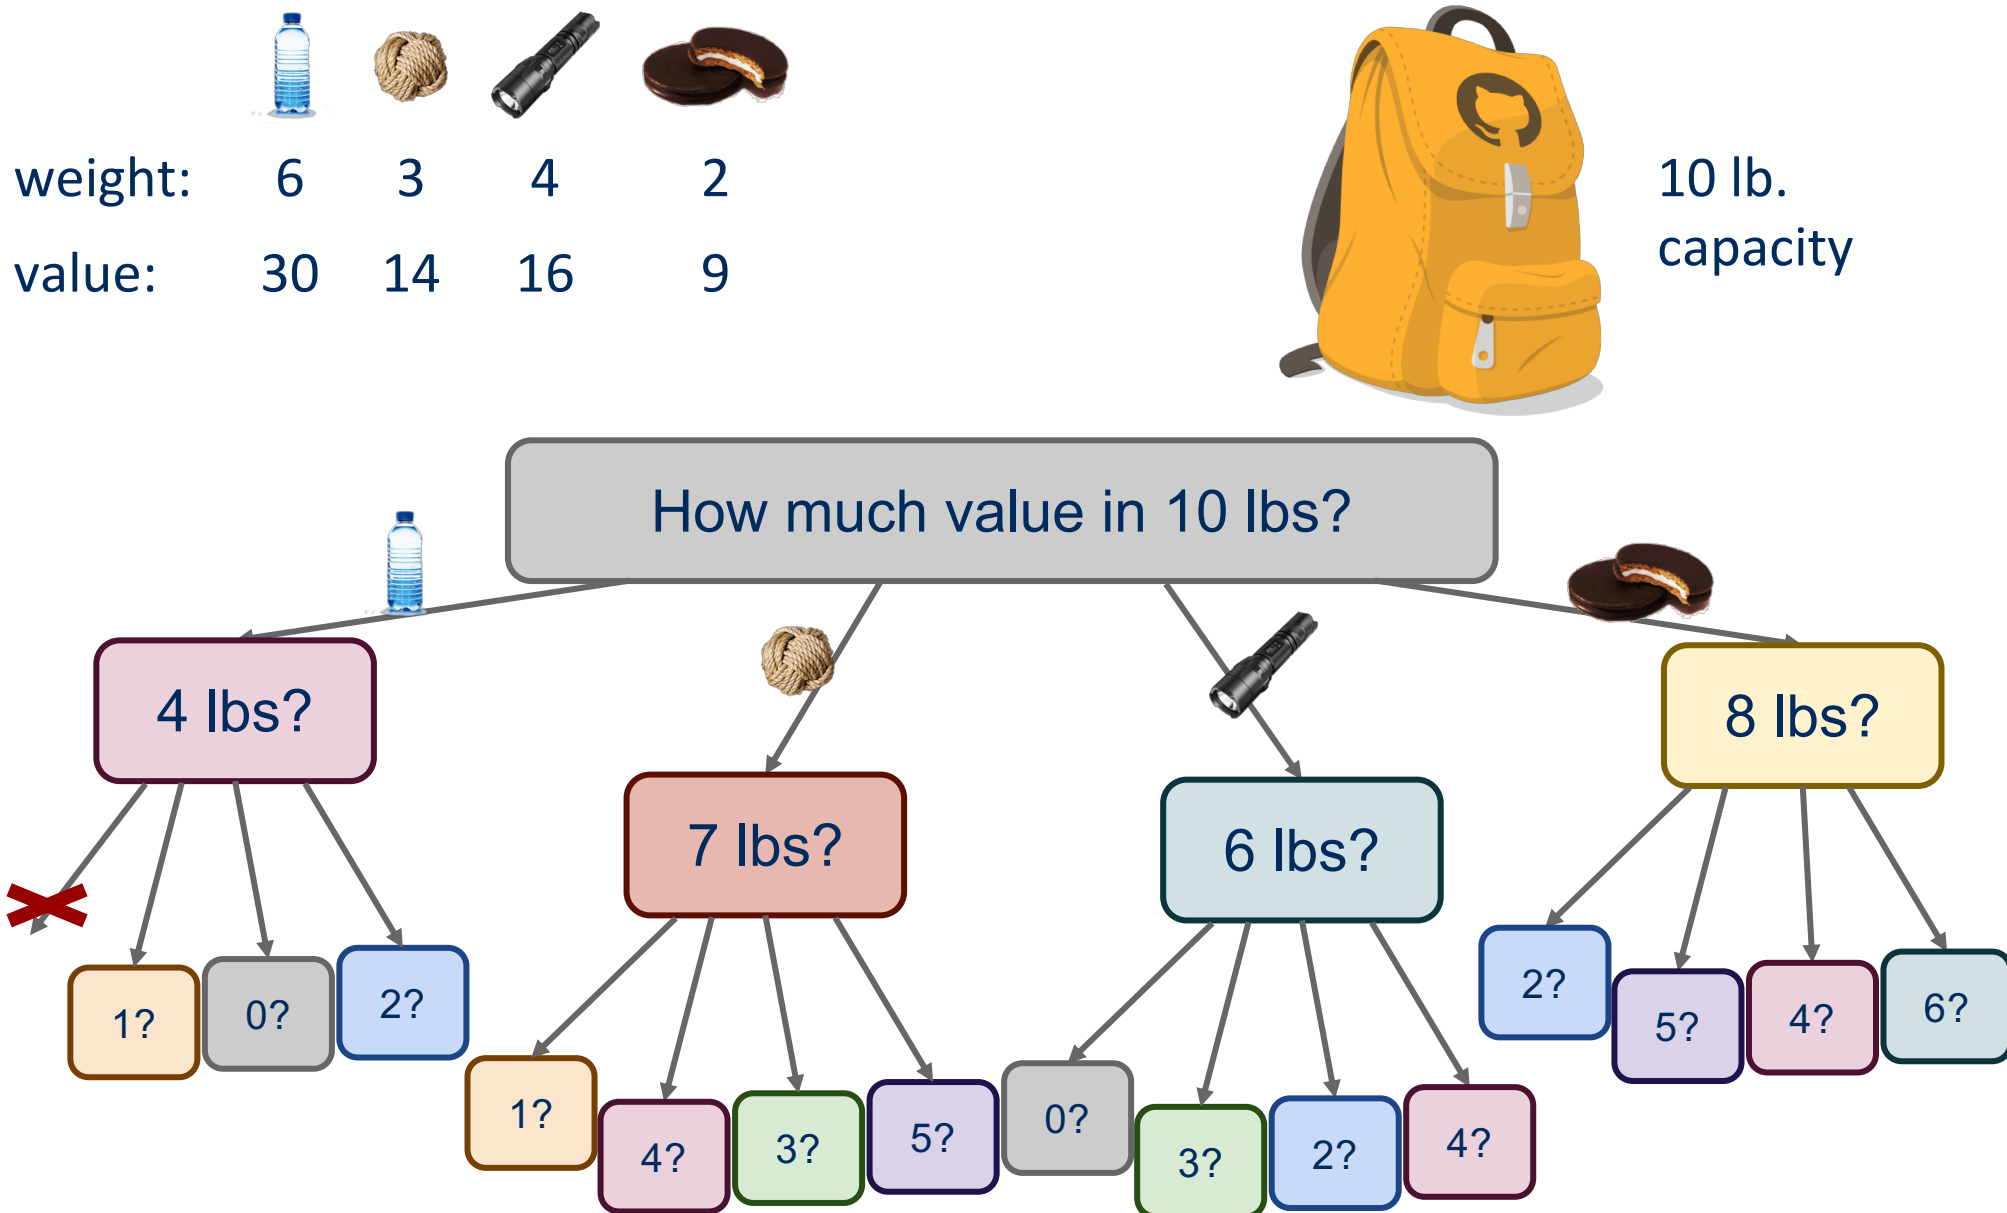 weight: 6 3 4 2
value: 30 14 16 9
10 lb.
capacity
How much value in 10 lbs?
4 lbs?
7 lbs?
6 lbs?
8 lbs?
1?
0?
2?
1?
4?
3?
5?
0?
3?
2?
4?
2?
5?
4?
6?